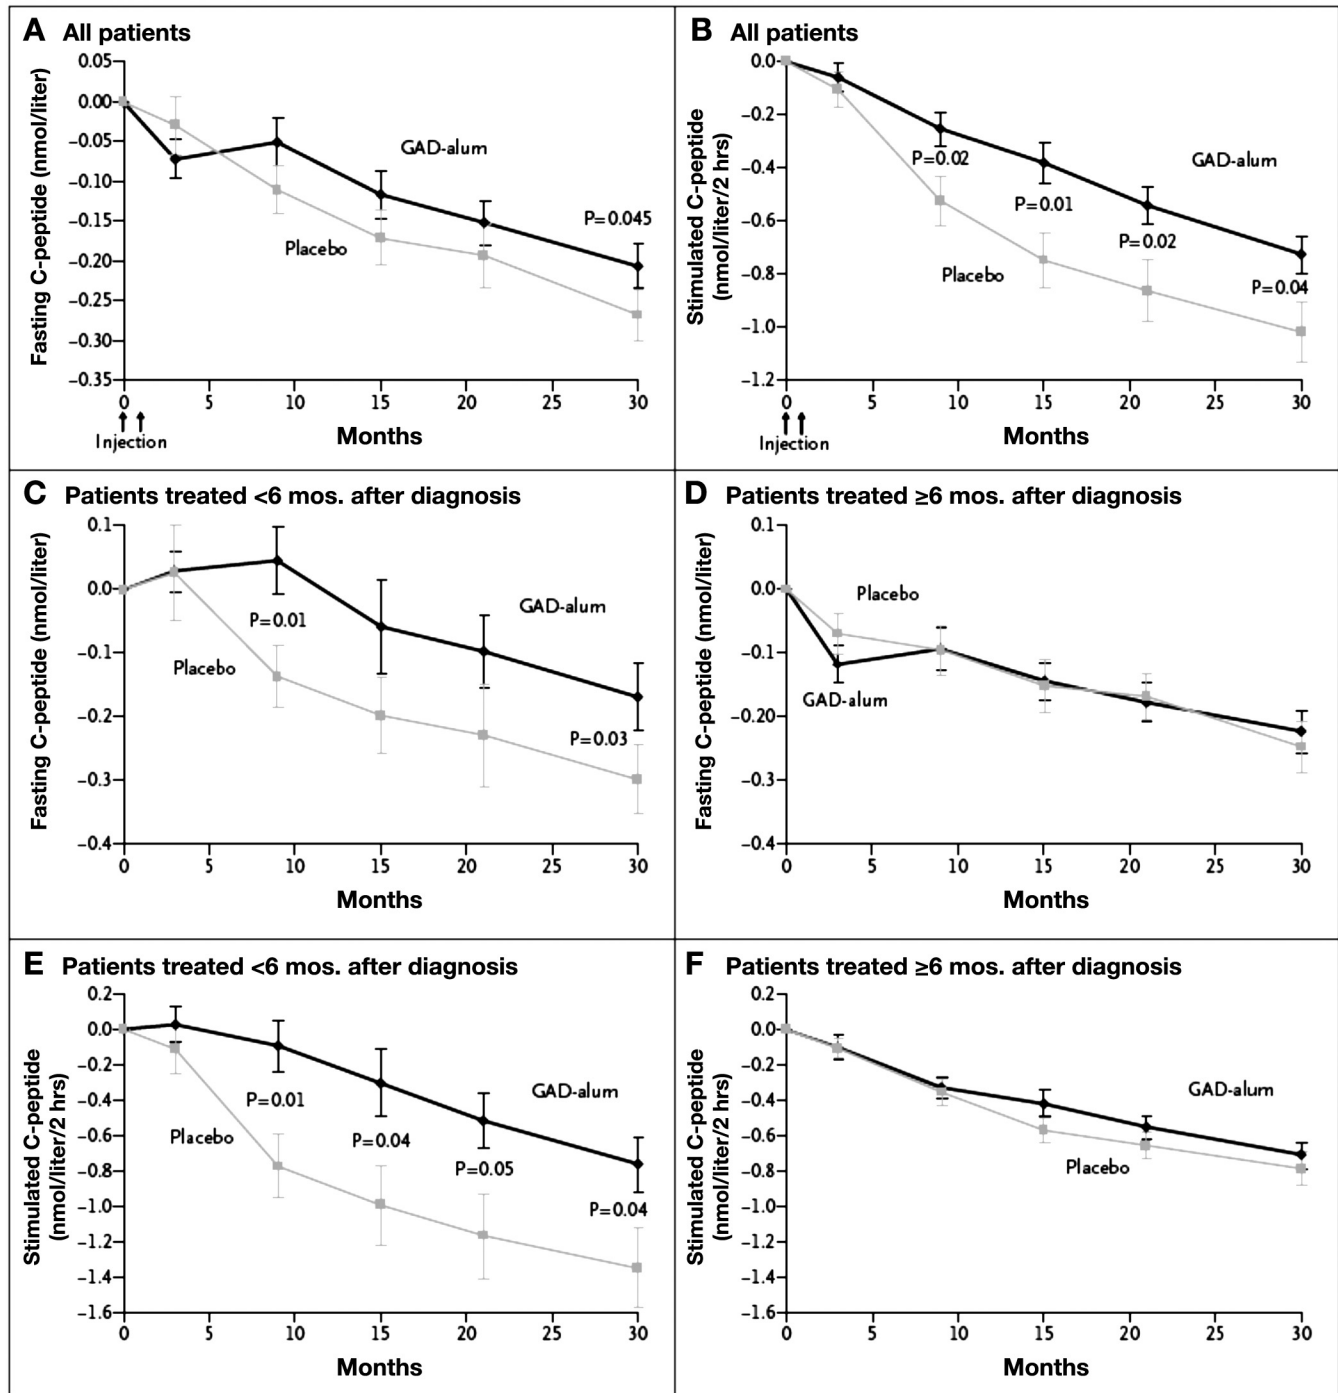 A All patients
Fasting C-peptide (nmol/liter)
0.05
0.00
−0.05
−0.10
−0.15
−0.20
−0.25
−0.30
−0.35
GAD-alum
Placebo
P=0.045
0 5 10 15 20 25 30
Injection
Months
B All patients
Stimulated C-peptide
(nmol/liter/2 hrs)
0.0
−0.2
−0.4
−0.6
−0.8
−1.0
−1.2
GAD-alum
P=0.02
P=0.01
P=0.02
P=0.04
Placebo
0 5 10 15 20 25 30
Injection
Months
C Patients treated <6 mos. after diagnosis
Fasting C-peptide (nmol/liter)
0.1
0.0
−0.1
−0.2
−0.3
−0.4
GAD-alum
P=0.01
Placebo
P=0.03
0 5 10 15 20 25 30
Months
D Patients treated ≥6 mos. after diagnosis
Fasting C-peptide (nmol/liter)
0.1
0.0
−0.1
−0.20
−0.3
−0.4
Placebo
GAD-alum
0 5 10 15 20 25 30
Months
E Patients treated <6 mos. after diagnosis
Stimulated C-peptide
(nmol/liter/2 hrs)
0.2
0.0
−0.2
−0.4
−0.6
−0.8
−1.0
−1.2
−1.4
−1.6
GAD-alum
P=0.01
Placebo
P=0.04
P=0.05
P=0.04
0 5 10 15 20 25 30
Months
F Patients treated ≥6 mos. after diagnosis
Stimulated C-peptide
(nmol/liter/2 hrs)
0.2
0.0
−0.2
−0.4
−0.6
−0.8
−1.0
−1.2
−1.4
−1.6
GAD-alum
Placebo
0 5 10 15 20 25 30
Months